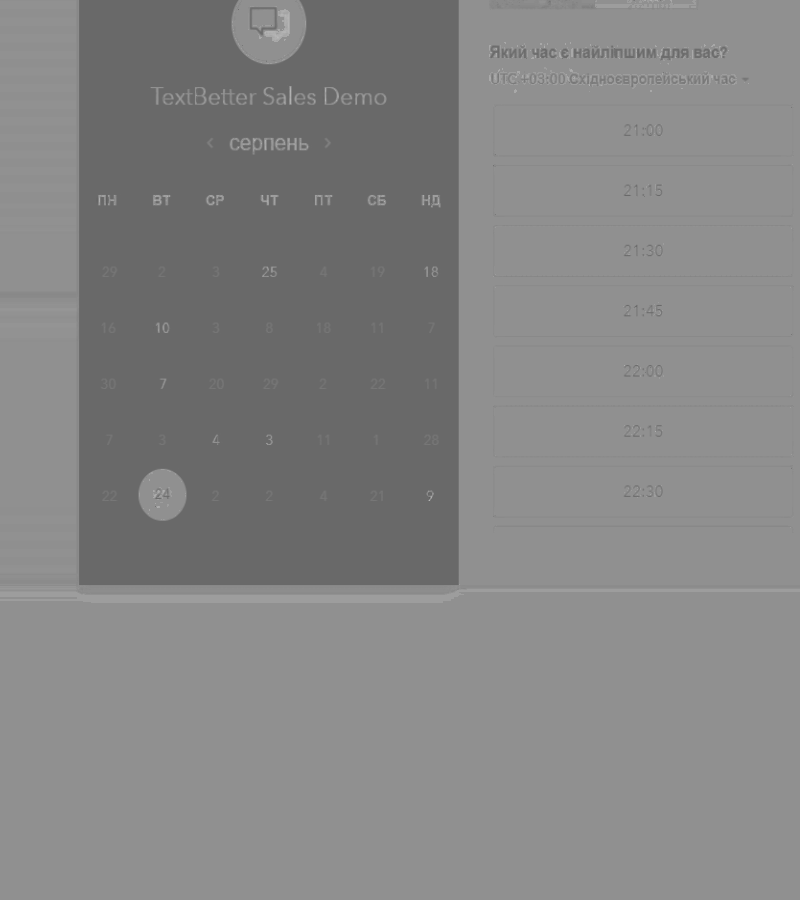 TextBetter Sales Demo
‹ серпень ›
ПН ВТ СР ЧТ ПТ СБ НД
29 2 3 25 4 19 18
16 10 3 8 18 11 7
30 7 20 29 2 22 11
7 3 4 3 11 1 28
22 24 2 2 4 21 9
Який час є найліпшим для вас?
UTC +03:00 Східноєвропейський час
21:00
21:15
21:30
21:45
22:00
22:15
22:30